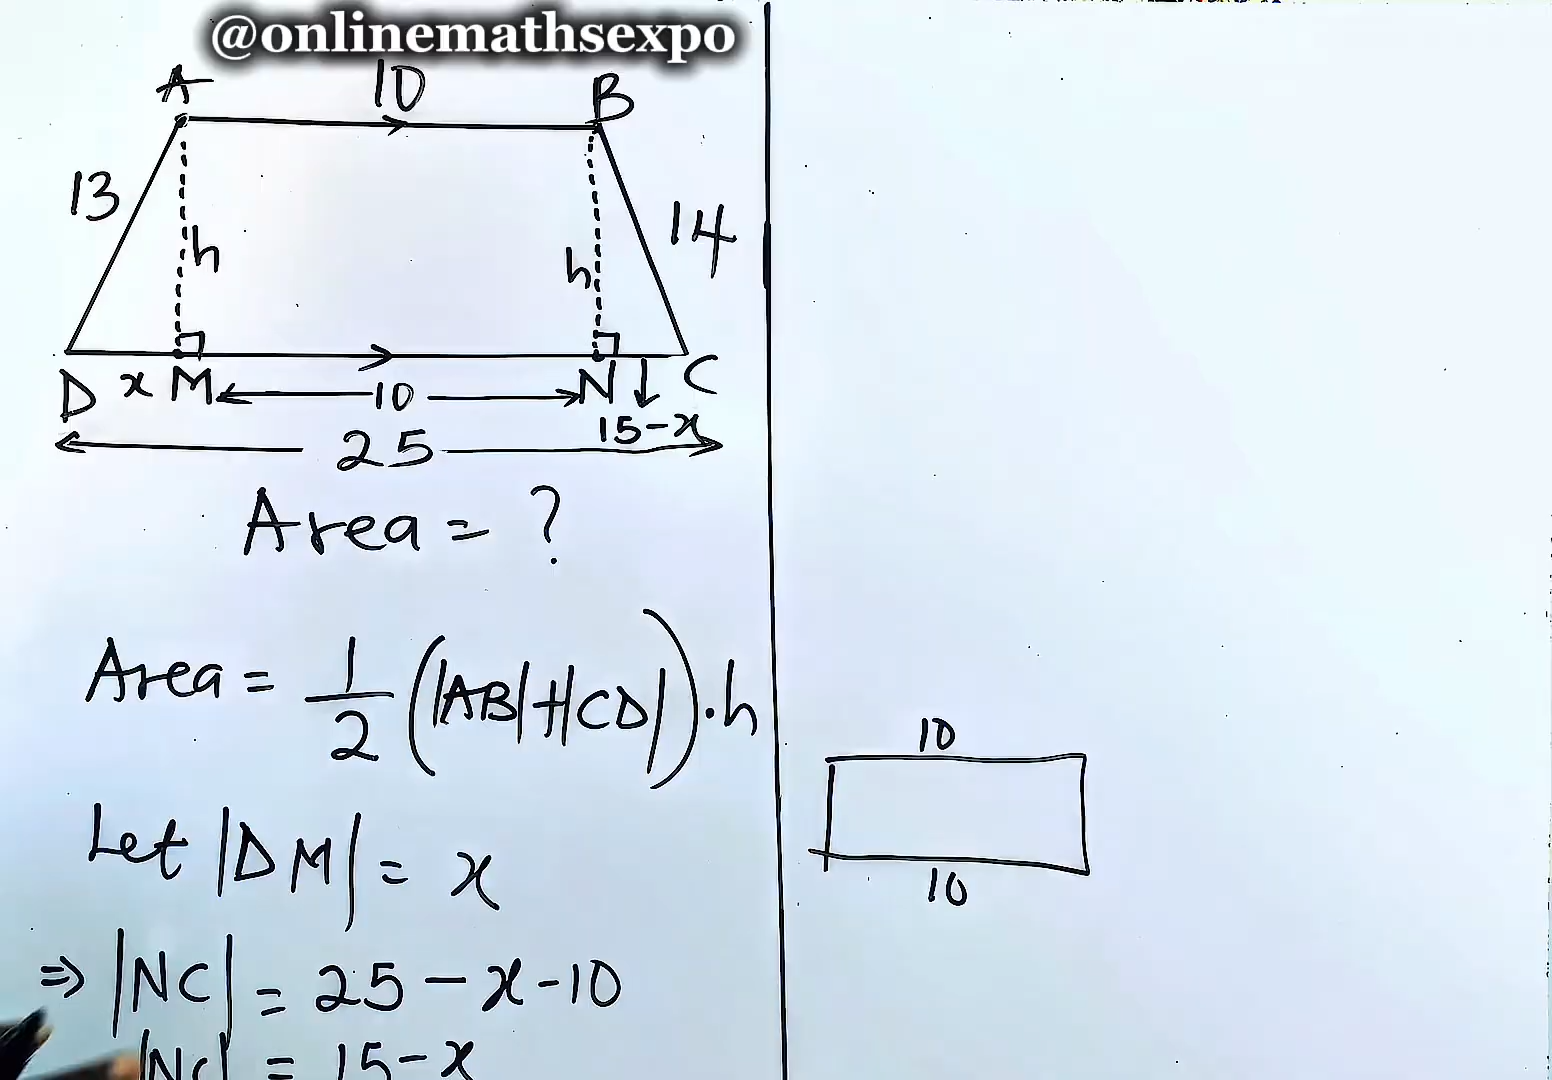 @onlinemathsexpo
A 10 B
13 h h 14
D x M 10 N C
15-x
25
Area = ?
Area = 1/2 (|AB|+|CD|).h
Let |DM| = x
⇒ |NC| = 25 - x - 10
|NC| = 15 - x
10
10